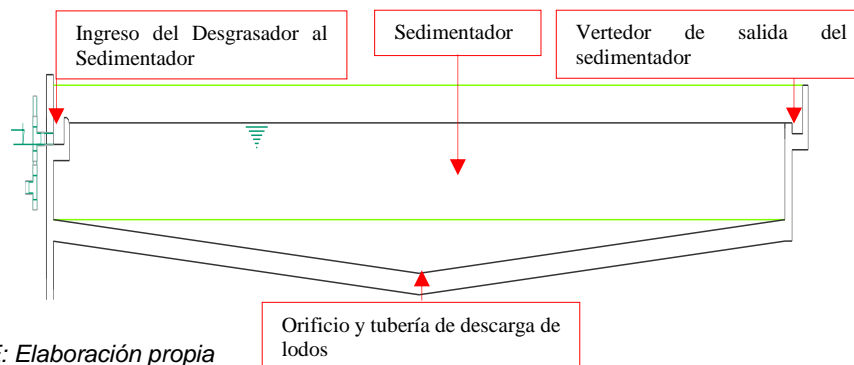 Ingreso del Desgrasador al
Sedimentador
Sedimentador
Vertedor de salida del
sedimentador
Orificio y tubería de descarga de
lodos
: Elaboración propia